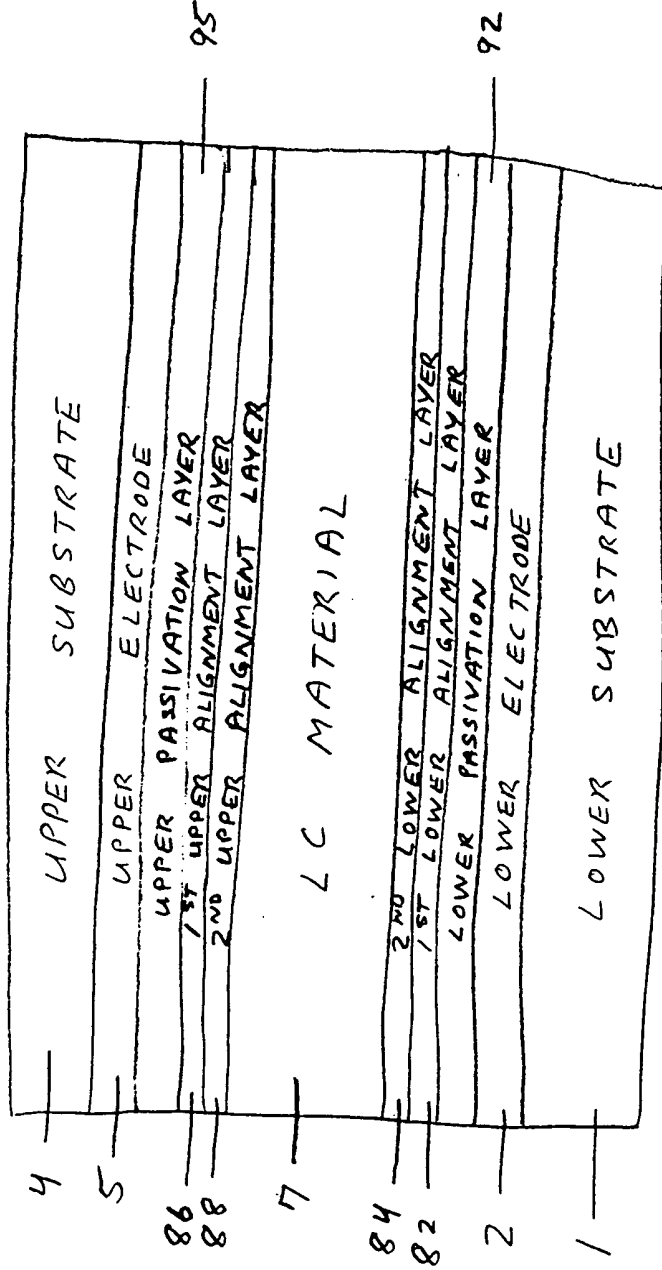 UPPER SUBSTRATE
UPPER ELECTRODE
UPPER PASSIVATION LAYER
1ST UPPER ALIGNMENT LAYER
2ND UPPER ALIGNMENT LAYER
LC MATERIAL
2ND LOWER ALIGNMENT LAYER
1ST LOWER ALIGNMENT LAYER
LOWER PASSIVATION LAYER
LOWER ELECTRODE
LOWER SUBSTRATE
4
5
86
88
7
84
82
2
1
95
92